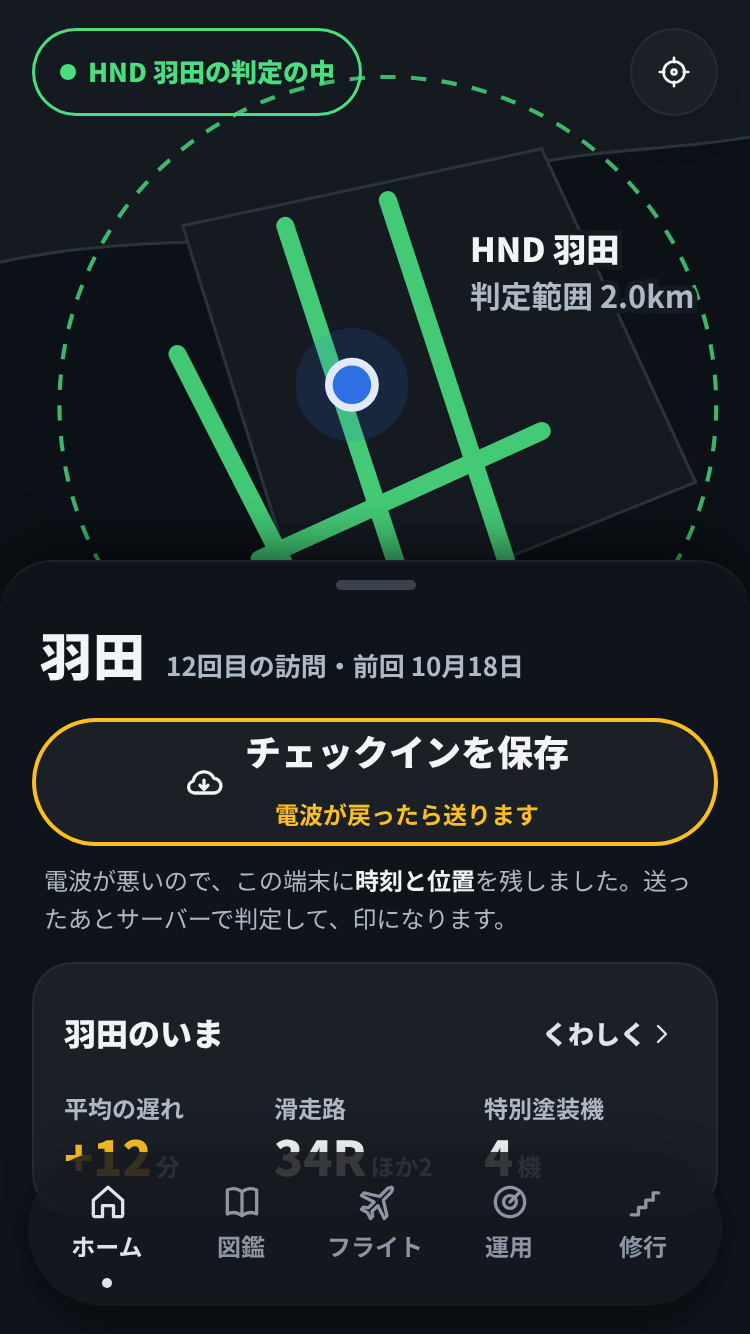 HND 羽田の判定の中
HND 羽田
判定範囲 2.0km
羽田 12回目の訪問・前回 10月18日
チェックインを保存
電波が戻ったら送ります
電波が悪いので、この端末に時刻と位置を残しました。送っ
たあとサーバーで判定して、印になります。
羽田のいま くわしく
平均の遅れ 滑走路 特別塗装機
+12分 34Rほか2 4機
ホーム 図鑑 フライト 運用 修行